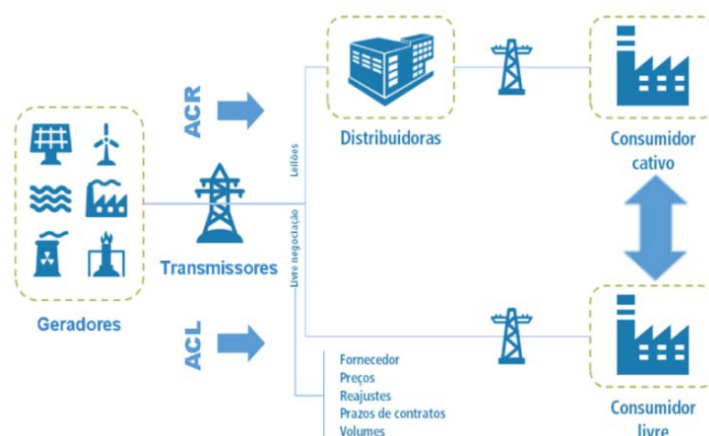 ACR
Leilões
Distribuidoras
Consumidor
cativo
Transmissores
Livre negociação
Geradores
ACL
Fornecedor
Preços
Reajustes
Prazos de contratos
Volumes
Consumidor
livre